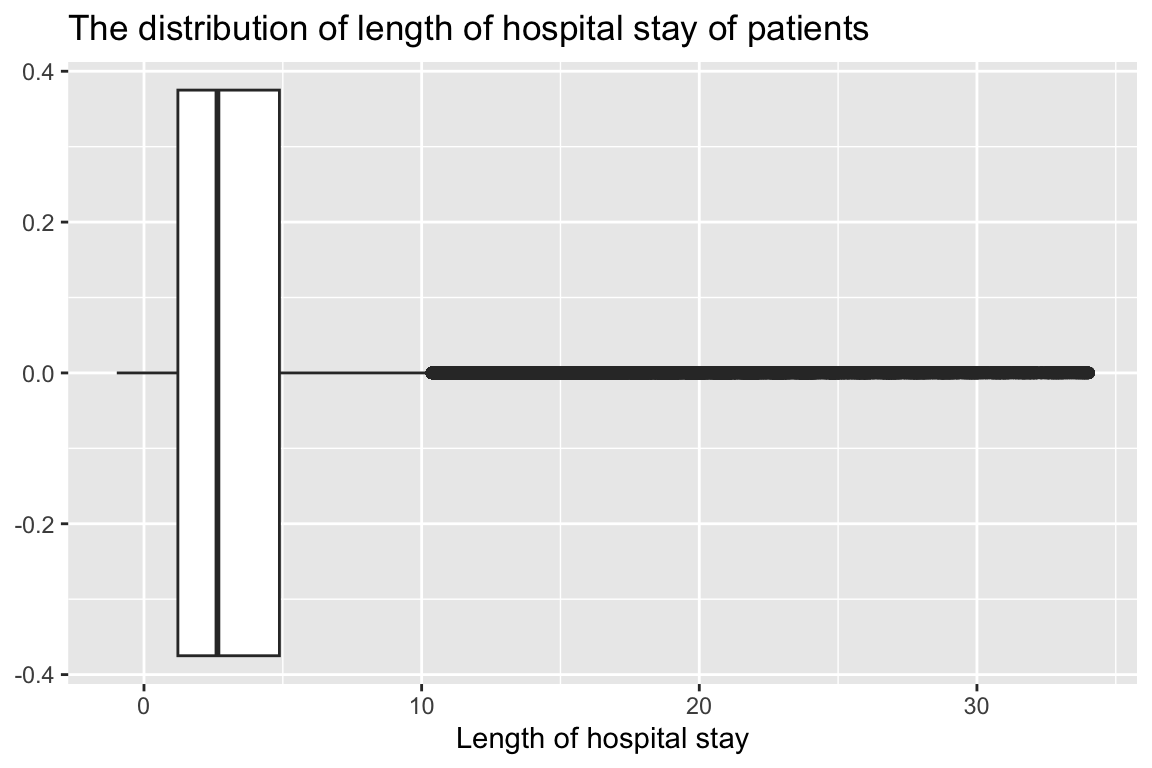 The distribution of length of hospital stay of patients
0.4
0.2
0.0
-0.2
-0.4
0 10 20 30
Length of hospital stay